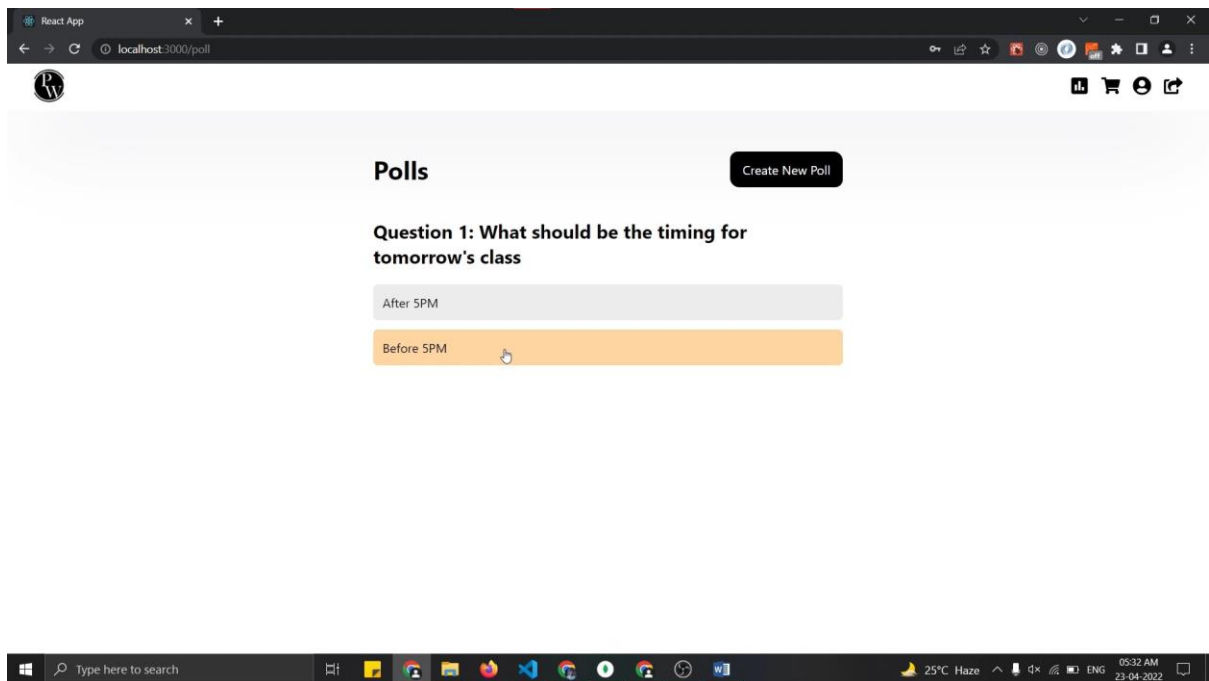 React App
localhost:3000/poll
PW
Polls
Create New Poll
Question 1: What should be the timing for
tomorrow's class
After 5PM
Before 5PM
Type here to search
25°C Haze
ENG
05:32 AM
23-04-2022